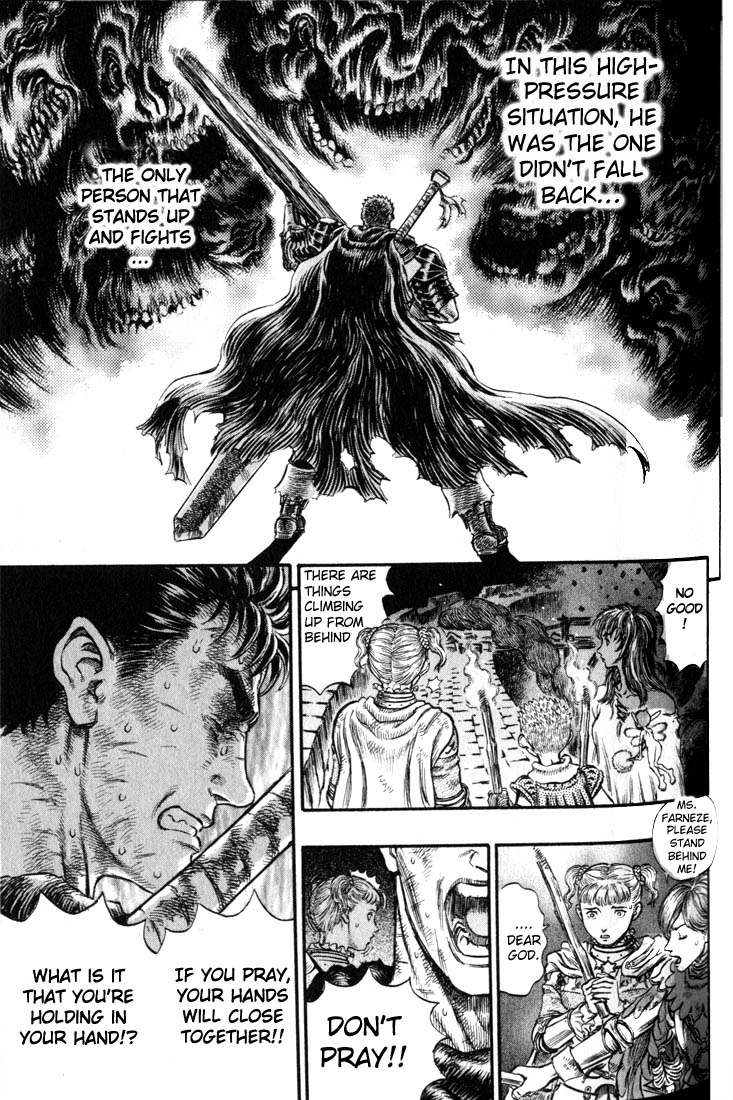 IN THIS HIGH-
PRESSURE
SITUATION, HE
WAS THE ONE
DIDN'T FALL
BACK...
THE ONLY
PERSON THAT
STANDS UP
AND FIGHTS
...
NO
GOOD
!
THERE ARE
THINGS
CLIMBING
UP FROM
BEHIND
MS.
FARNEZE,
PLEASE
STAND
BEHIND
ME!
....
DEAR
GOD.
DON'T
PRAY!!
IF YOU PRAY,
YOUR HANDS
WILL CLOSE
TOGETHER!!
WHAT IS IT
THAT YOU'RE
HOLDING IN
YOUR HAND!?